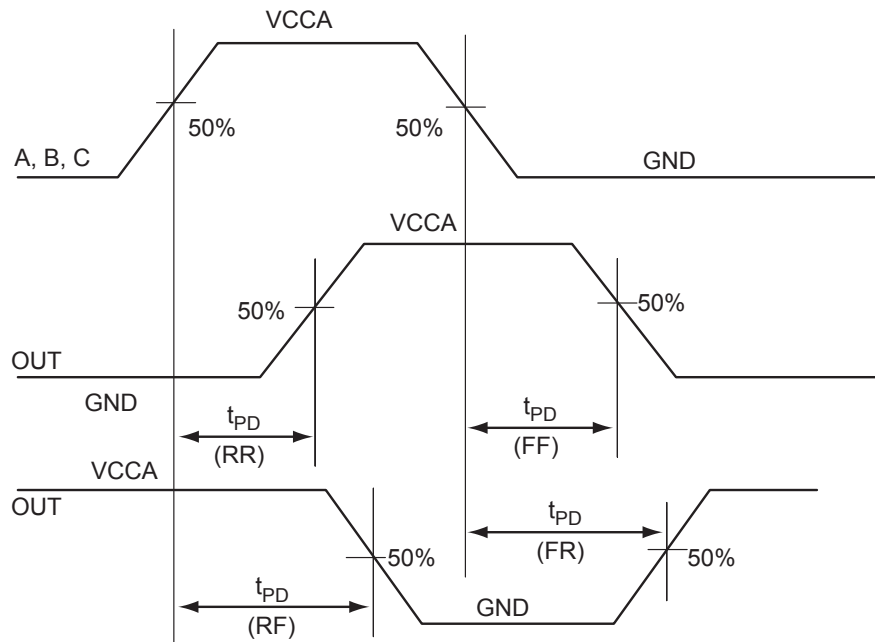 VCCA
50%
50%
A, B, C
GND
VCCA
50%
50%
OUT
GND
tPD
(RR)
tPD
(FF)
VCCA
OUT
tPD
(FR)
50%
50%
tPD
(RF)
GND